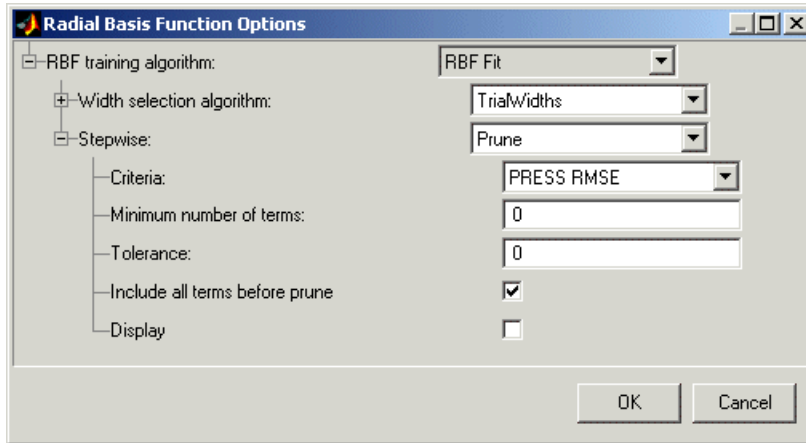 Radial Basis Function Options
RBF training algorithm: RBF Fit
Width selection algorithm: TrialWidths
Stepwise: Prune
Criteria: PRESS RMSE
Minimum number of terms: 0
Tolerance: 0
Include all terms before prune
Display
OK Cancel